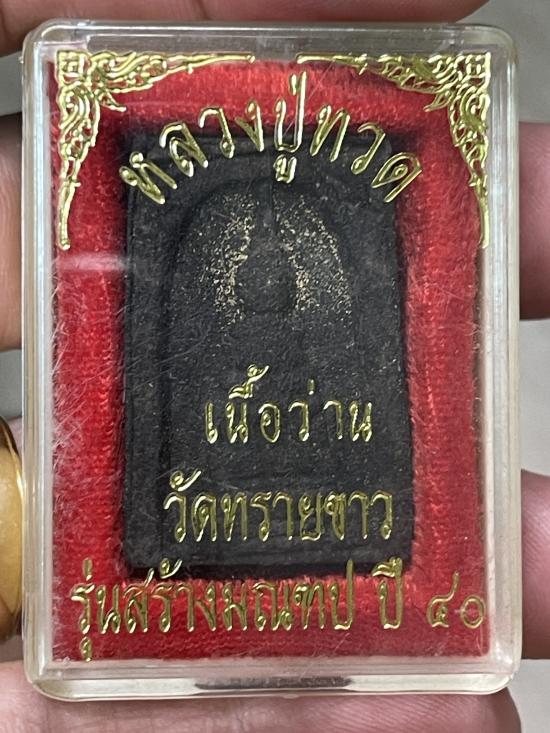 หลวงปู่ทวด
เนื้อว่าน
วัดทรายขาว
รุ่นสร้างมณฑป ปี ๔๐